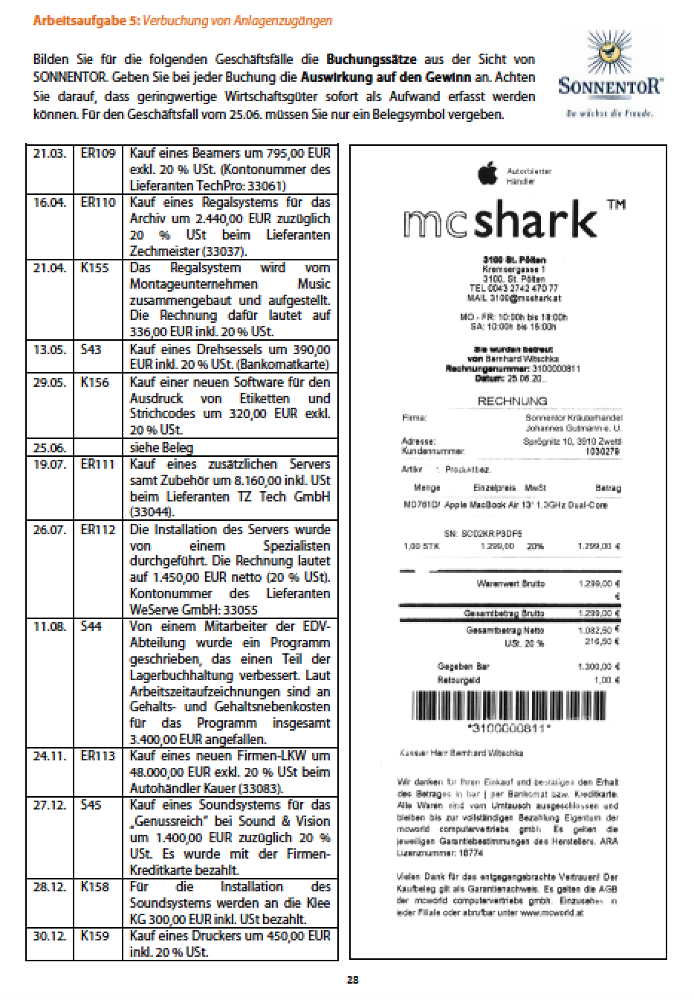 Arbeitsaufgabe 5: Verbuchung von Anlagenzugängen
Bilden Sie für die folgenden Geschäftsfälle die Buchungssätze aus der Sicht von
SONNENTOR. Geben Sie bei jeder Buchung die Auswirkung auf den Gewinn an. Achten
Sie darauf, dass geringwertige Wirtschaftsgüter sofort als Aufwand erfasst werden
können. Für den Geschäftsfall vom 25.06. müssen Sie nur ein Belegsymbol vergeben.
SONNENTOR®
Da wächst die Freude.
21.03. ER109 Kauf eines Beamers um 795,00 EUR
exkl. 20 % USt. (Kontonummer des
Lieferanten TechPro: 33061)
16.04. ER110 Kauf eines Regalsystems für das
Archiv um 2.440,00 EUR zuzüglich
20 % USt beim Lieferanten
Zechmeister (33037).
21.04. K155 Das Regalsystem wird vom
Montageunternehmen Music
zusammengebaut und aufgestellt.
Die Rechnung dafür lautet auf
336,00 EUR inkl. 20 % USt.
13.05. S43 Kauf eines Drehsessels um 390,00
EUR inkl. 20 % USt. (Bankomatkarte)
29.05. K156 Kauf einer neuen Software für den
Ausdruck von Etiketten und
Strichcodes um 320,00 EUR exkl.
20 % USt.
25.06. siehe Beleg
19.07. ER111 Kauf eines zusätzlichen Servers
samt Zubehör um 8.160,00 inkl. USt
beim Lieferanten TZ Tech GmbH
(33044).
26.07. ER112 Die Installation des Servers wurde
von einem Spezialisten
durchgeführt. Die Rechnung lautet
auf 1.450,00 EUR netto (20 % USt).
Kontonummer des Lieferanten
WeServe GmbH: 33055
11.08. S44 Von einem Mitarbeiter der EDV-
Abteilung wurde ein Programm
geschrieben, das einen Teil der
Lagerbuchhaltung verbessert. Laut
Arbeitszeitaufzeichnungen sind an
Gehalts- und Gehaltsnebenkosten
für das Programm insgesamt
3.400,00 EUR angefallen.
24.11. ER113 Kauf eines neuen Firmen-LKW um
48.000,00 EUR exkl. 20 % USt beim
Autohändler Kauer (33083).
27.12. S45 Kauf eines Soundsystems für das
„Genussreich" bei Sound & Vision
um 1.400,00 EUR zuzüglich 20 %
USt. Es wurde mit der Firmen-
Kreditkarte bezahlt.
28.12. K158 Für die Installation des
Soundsystems werden an die Klee
KG 300,00 EUR inkl. USt bezahlt.
30.12. K159 Kauf eines Druckers um 450,00 EUR
inkl. 20 % USt.
Autorisierter
Händler
mcshark ™
3100 St. Pölten
Kremsergasse 1
3100, St. Pölten
TEL 0043 2742 470 77
MAIL 3100@mcshark.at
MO - FR: 10:00h bis 18:00h
SA: 10:00h bis 16:00h
Sie wurden betreut
von Bernhard Witschka
Rechnungsnummer: 3100000811
Datum: 25.06.20..
RECHNUNG
Firma: Sonnentor Kräuterhandel
Johannes Gutmann e. U.
Adresse: Sprögnitz 10, 3910 Zwettl
Kundennummer: 1030279
Artikr Produktbez.
Menge Einzelpreis MwSt Betrag
MD761D/ Apple MacBook Air 13" 1.3GHz Dual-Core
SN: SC02KRP3DF5
1,00 STK 1.299,00 20% 1.299,00 €
Warenwert Brutto 1.299,00 €
€
Gesamtbetrag Brutto 1.299,00 €
Gesamtbetrag Netto 1.082,50 €
USt. 20 % 216,50 €
Gegeben Bar 1.300,00 €
Retourgeld 1,00 €
*3100000811*
Kassier Herr Bernhard Witschka
Wir danken für Ihren Einkauf und bestätigen den Erhalt
des Betrages in bar | per Bankomat bzw. Kreditkarte.
Alle Waren sind vom Umtausch ausgeschlossen und
bleiben bis zur vollständigen Bezahlung Eigentum der
mcworld computervertriebs gmbh. Es gelten die
jeweiligen Garantiebestimmungen des Herstellers. ARA
Lizenznummer: 18774
Vielen Dank für das entgegengebrachte Vertrauen! Der
Kaufbeleg gilt als Garantienachweis. Es gelten die AGB
der mcworld computervertriebs gmbh. Einzusehen in
jeder Filiale oder abrufbar unter www.mcworld.at
28